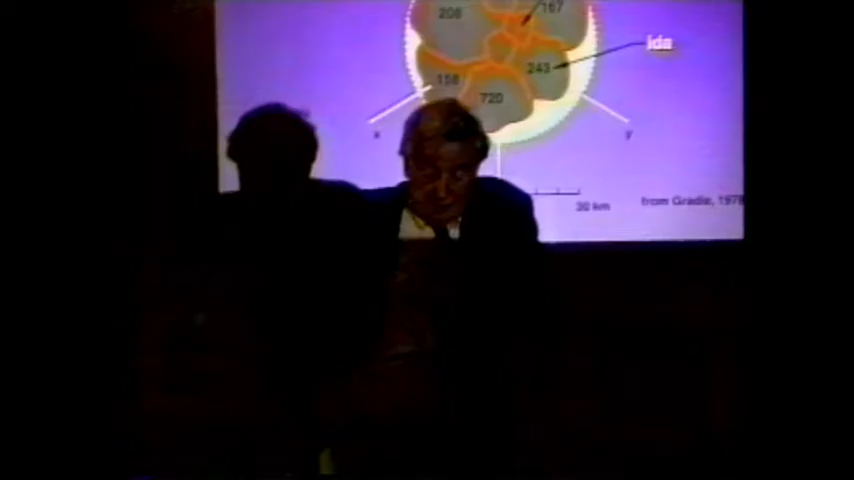 208
167
ida
243
158
720
x
y
30 km
from Gradie, 1978